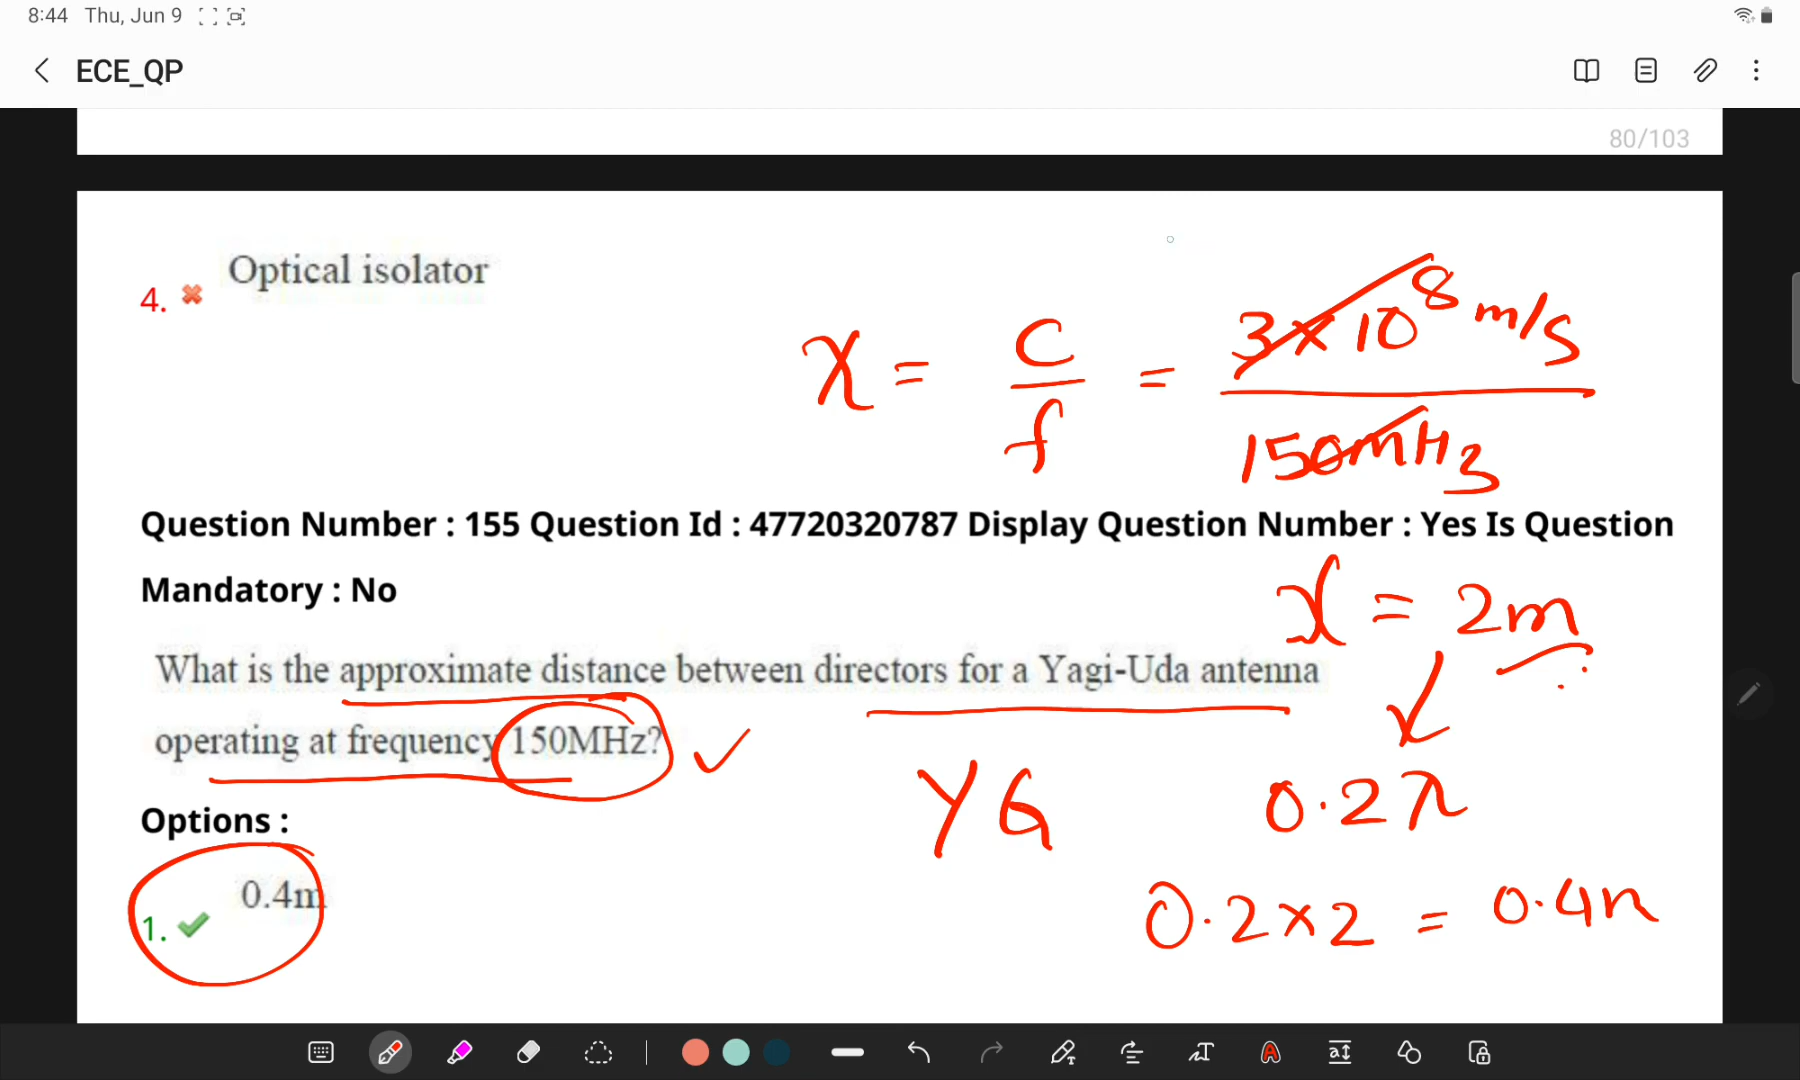 8:44 Thu, Jun 9
ECE_QP
80/103
Optical isolator
4.
λ = c/f = 3×10⁸ m/s / 150MHz
Question Number : 155 Question Id : 47720320787 Display Question Number : Yes Is Question
Mandatory : No
λ = 2m
What is the approximate distance between directors for a Yagi-Uda antenna
operating at frequency 150MHz?
YG 0.2λ
Options :
0.4m
1.
0.2×2 = 0.4m